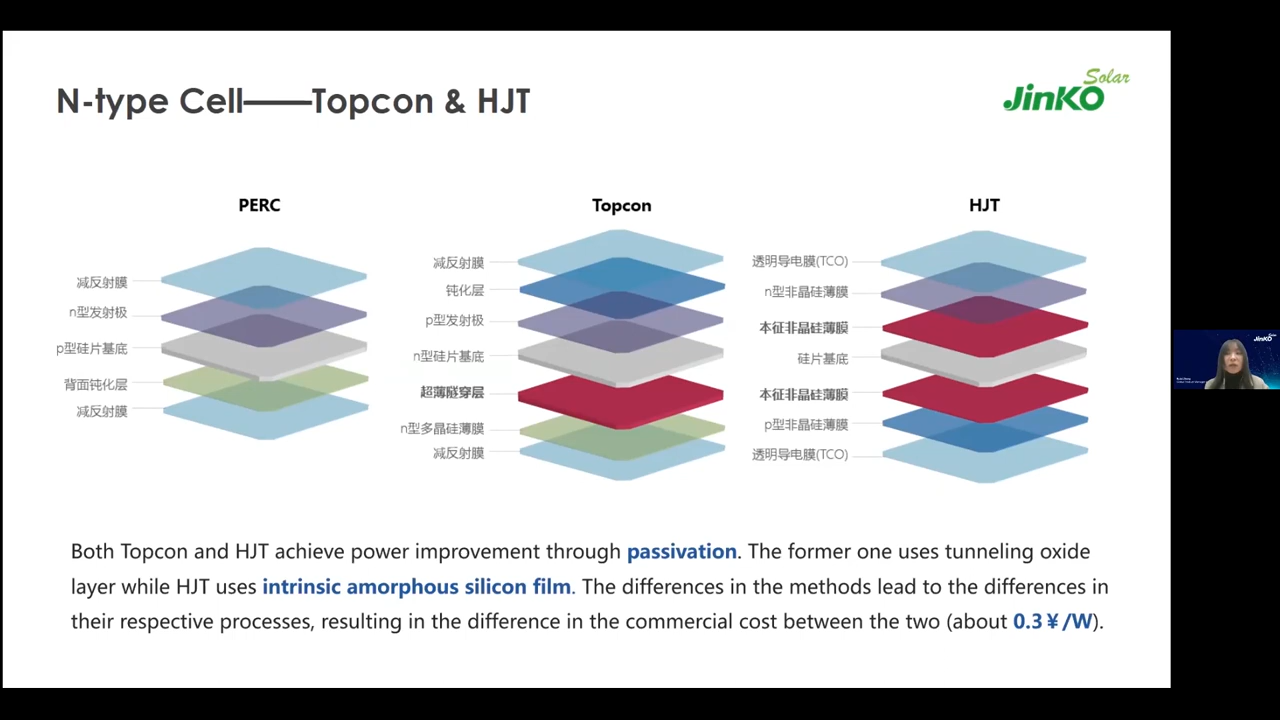 N-type Cell——Topcon & HJT
Solar
JinKO
PERC
减反射膜
n型发射极
p型硅片基底
背面钝化层
减反射膜
Topcon
减反射膜
钝化层
p型发射极
n型硅片基底
超薄隧穿层
n型多晶硅薄膜
减反射膜
HJT
透明导电膜(TCO)
n型非晶硅薄膜
本征非晶硅薄膜
硅片基底
本征非晶硅薄膜
p型非晶硅薄膜
透明导电膜(TCO)
Both Topcon and HJT achieve power improvement through passivation. The former one uses tunneling oxide
layer while HJT uses intrinsic amorphous silicon film. The differences in the methods lead to the differences in
their respective processes, resulting in the difference in the commercial cost between the two (about 0.3¥/W).
JinKO